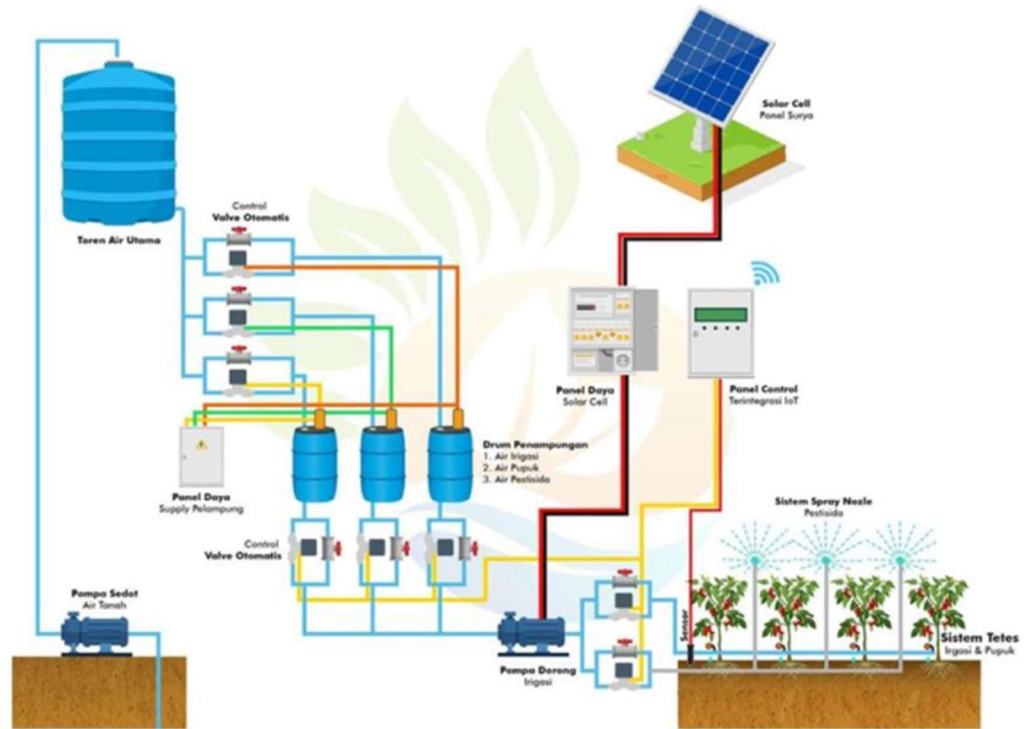 Solar Cell
Panel Surya
Control
Valve Otomatis
Toren Air Utama
Panel Daya
Solar Cell
Panel Control
Terintegrasi IoT
Drum Penampungan
1. Air Irigasi
2. Air Pupuk
3. Air Pestisida
Panel Daya
Supply Pelampung
Sistem Spray Nozle
Pestisida
Control
Valve Otomatis
Pompa Sedot
Air Tanah
Sensor
Sistem Tetes
Irgasi & Pupuk
Pompa Dorong
Irigasi